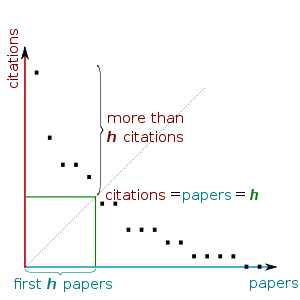 citations
more than
h citations
citations =papers = h
first h papers
papers